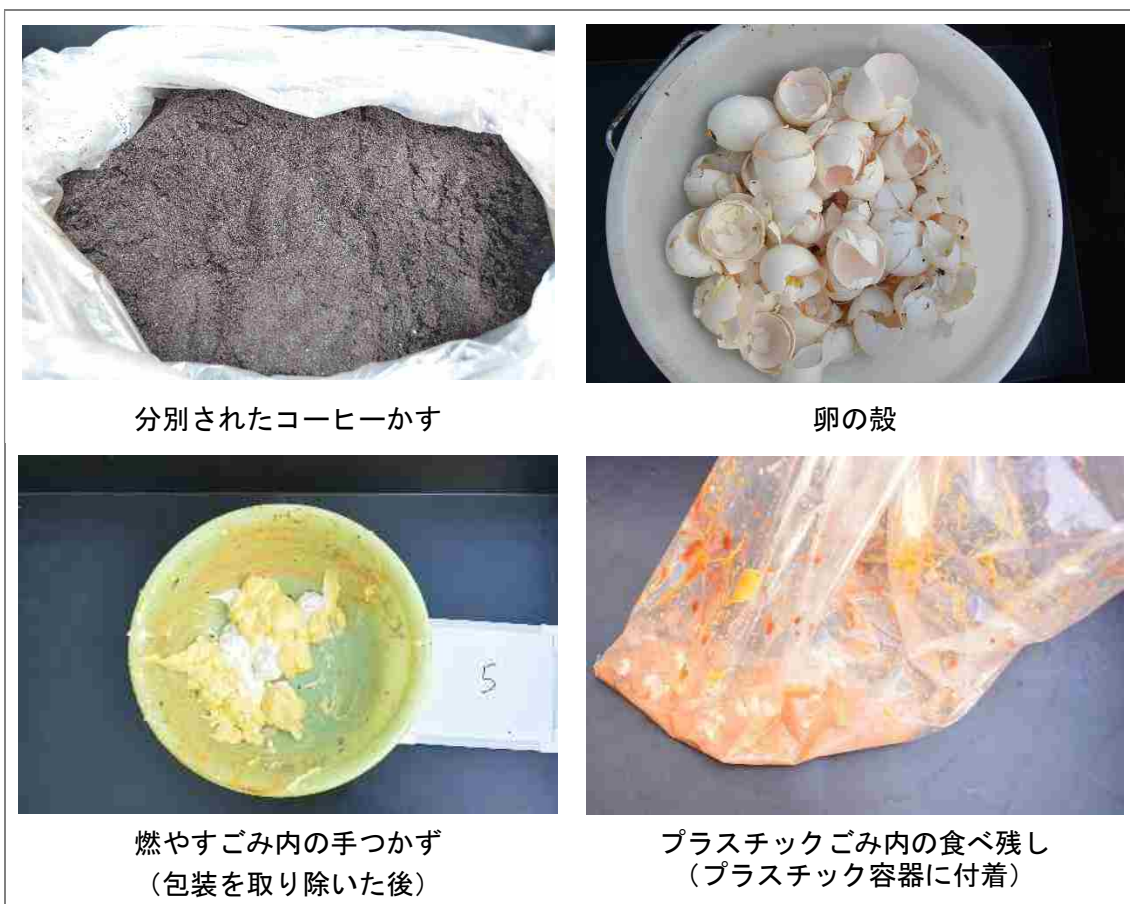 分別されたコーヒーかす
卵の殻
5
燃やすごみ内の手つかず
（包装を取り除いた後）
プラスチックごみ内の食べ残し
（プラスチック容器に付着）